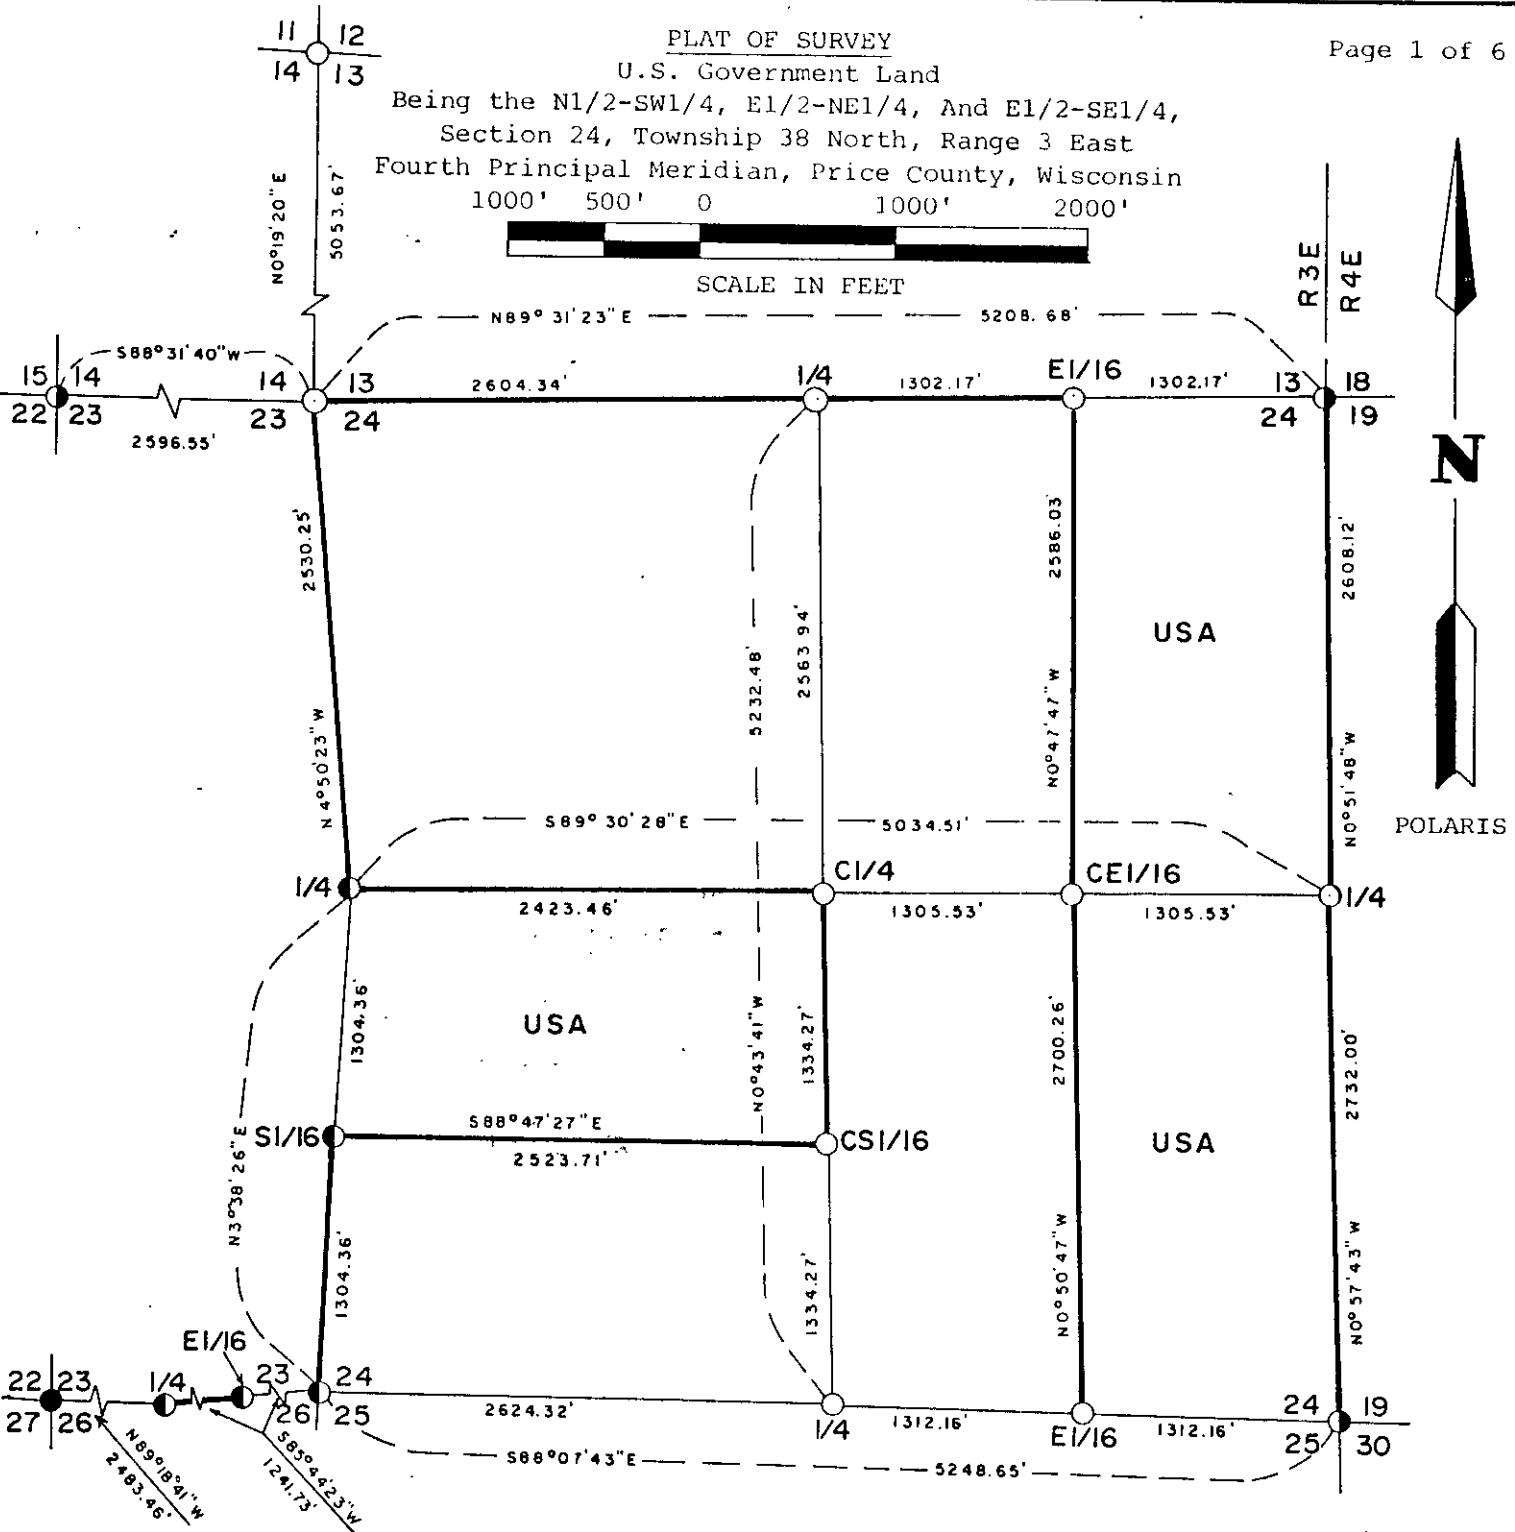 PLAT OF SURVEY
Page 1 of 6
U.S. Government Land
Being the N1/2-SW1/4, E1/2-NE1/4, And E1/2-SE1/4,
Section 24, Township 38 North, Range 3 East
Fourth Principal Meridian, Price County, Wisconsin
1000' 500' 0 1000' 2000'
SCALE IN FEET
11 12
14 13
N0°19'20"E
5053.67'
R3E
R4E
N89°31'23"E
5208.68'
S88°31'40"W
15 14
22 23
2596.55'
14 13
23 24
2604.34'
1/4
1302.17'
E1/16
1302.17'
13 18
24 19
N
POLARIS
2530.25'
N4°50'23"W
5232.48'
N0°43'41"W
2563.94'
2586.03
N0°47'47"W
USA
2608.12'
N0°51'48"W
S89°30'28"E
5034.51'
1/4
2423.46'
C1/4
1305.53'
CE1/16
1305.53'
1/4
1304.36'
USA
1334.27'
2700.26'
2732.00'
S1/16
S88°47'27"E
2523.71'
CS1/16
USA
N3°38'26"E
1304.36'
1334.27'
N0°50'47"W
N0°57'43"W
E1/16
22 23
27 26
1/4
23 24
26 25
2624.32'
1/4
1312.16'
E1/16
1312.16'
24 19
25 30
S88°07'43"E
5248.65'
N89°18'41"W
2483.46'
S85°44'23"W
1241.73'